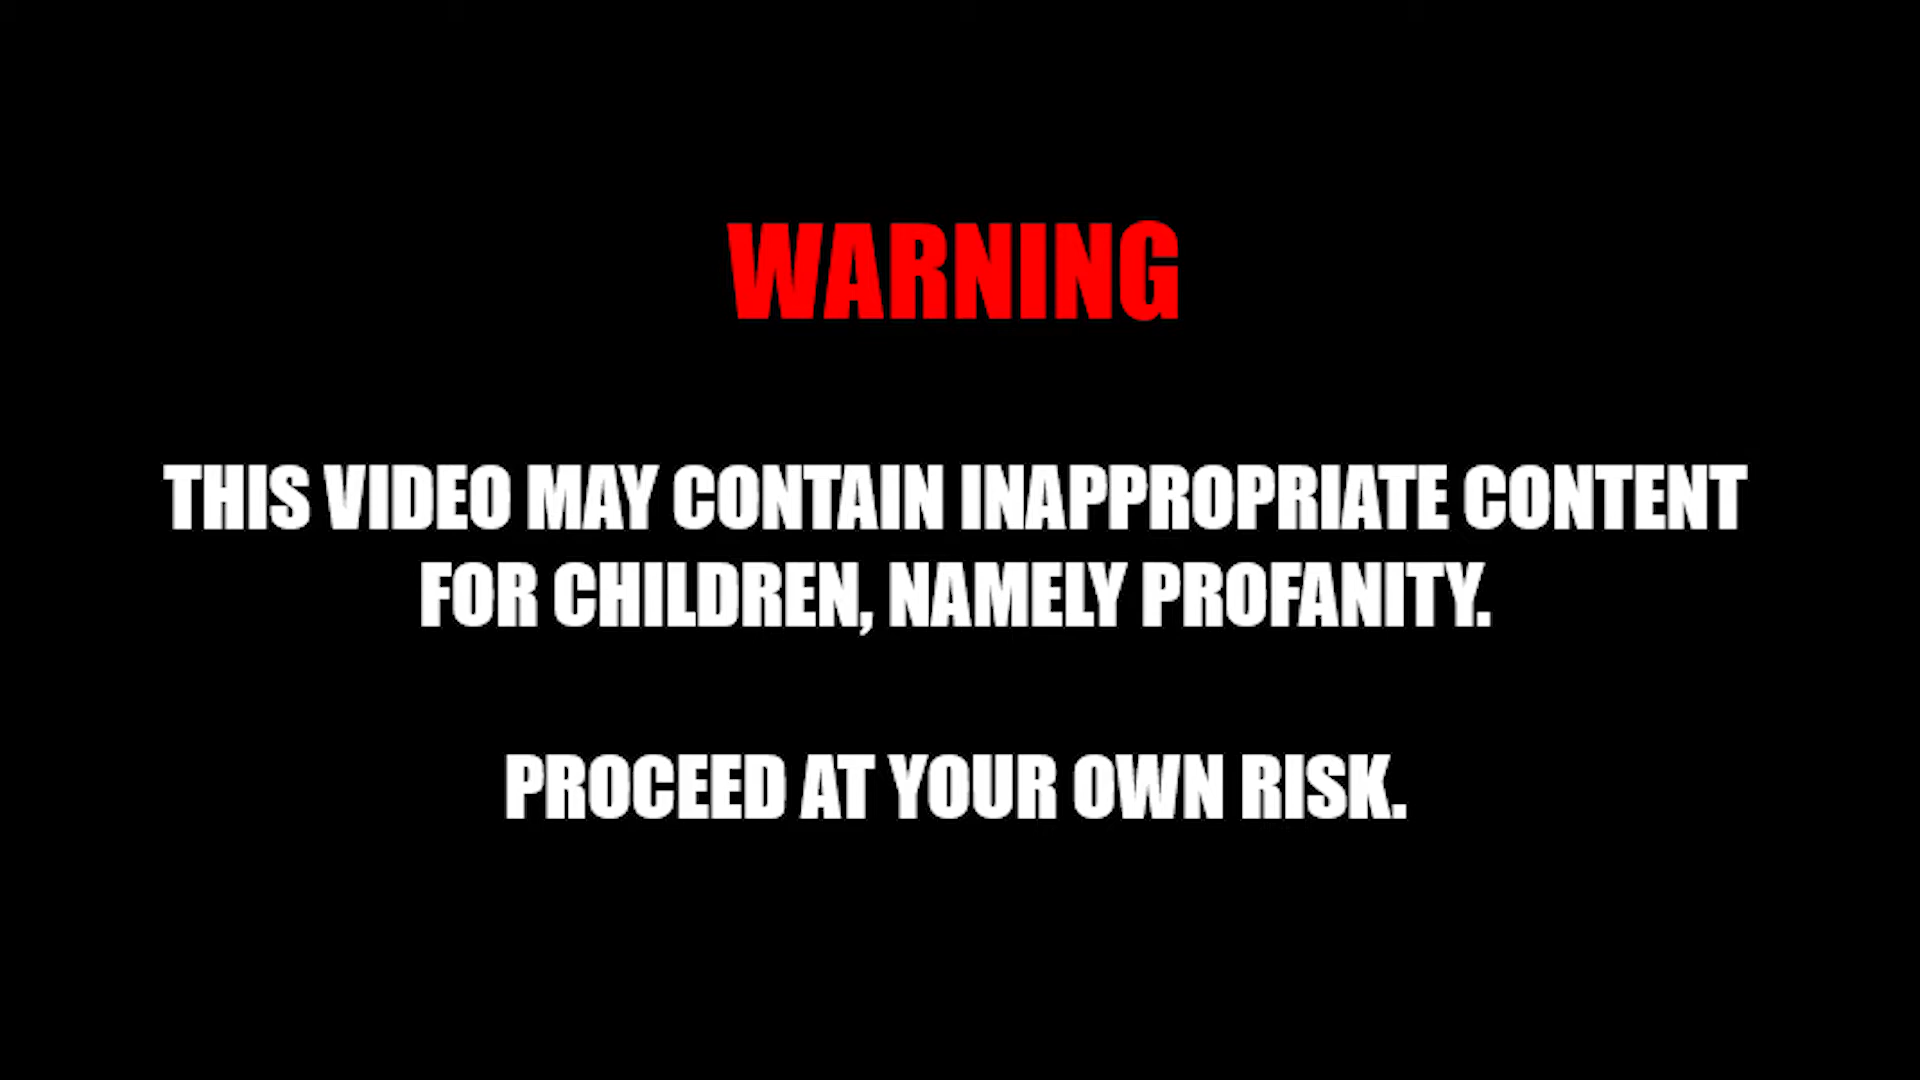 WARNING
THIS VIDEO MAY CONTAIN INAPPROPRIATE CONTENT
FOR CHILDREN, NAMELY PROFANITY.
PROCEED AT YOUR OWN RISK.